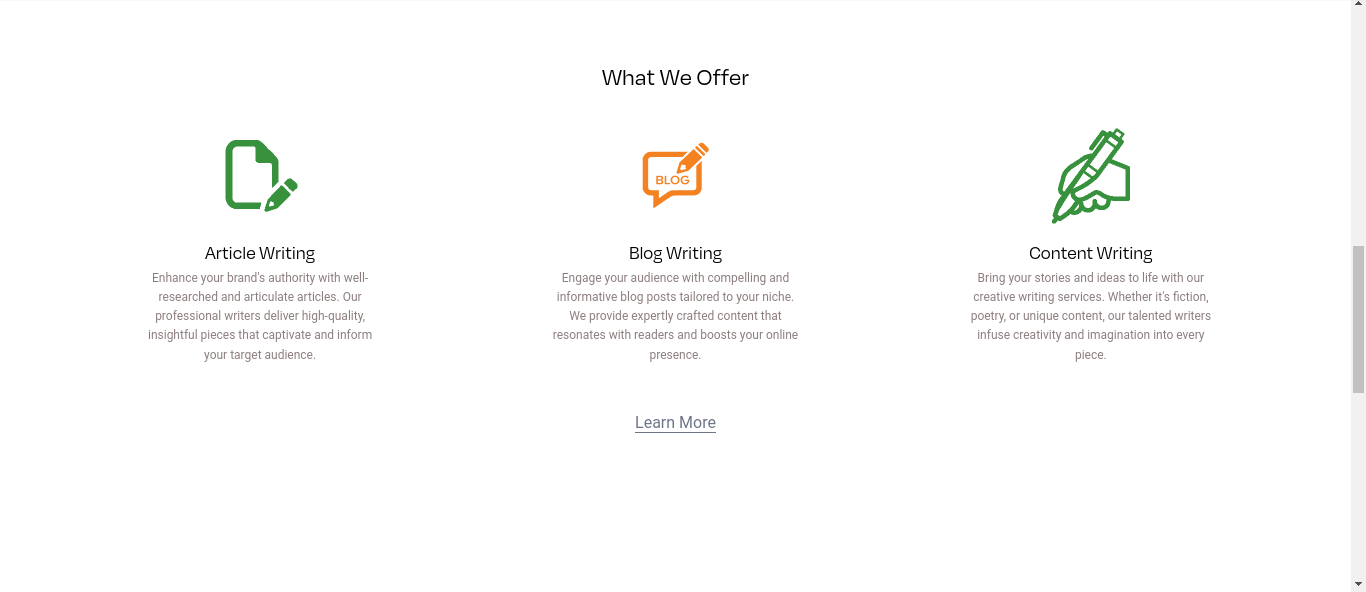 What We Offer
BLOG
Article Writing
Enhance your brand's authority with well-
researched and articulate articles. Our
professional writers deliver high-quality,
insightful pieces that captivate and inform
your target audience.
Blog Writing
Engage your audience with compelling and
informative blog posts tailored to your niche.
We provide expertly crafted content that
resonates with readers and boosts your online
presence.
Content Writing
Bring your stories and ideas to life with our
creative writing services. Whether it's fiction,
poetry, or unique content, our talented writers
infuse creativity and imagination into every
piece.
Learn More